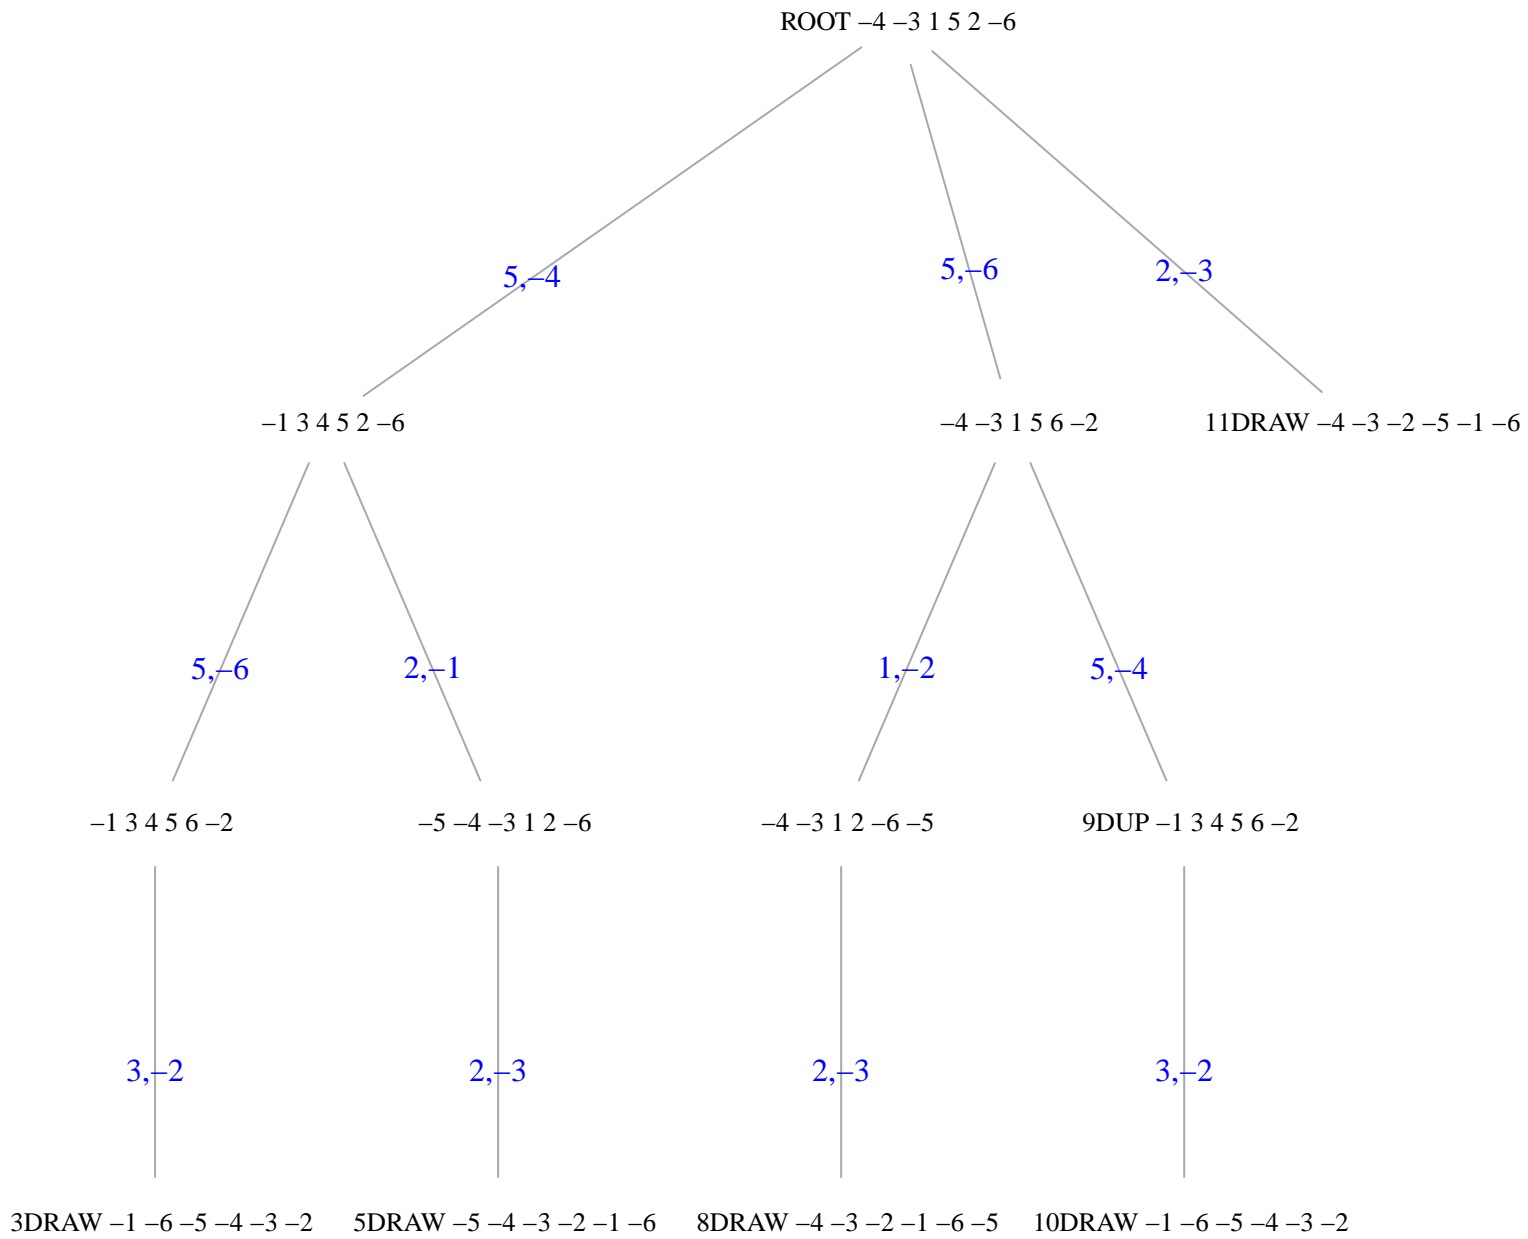 ROOT –4 –3 1 5 2 –6
5,–4
5,–6
2,–3
–1 3 4 5 2 –6
–4 –3 1 5 6 –2
11DRAW –4 –3 –2 –5 –1 –6
5,–6
2,–1
1,–2
5,–4
–1 3 4 5 6 –2
–5 –4 –3 1 2 –6
–4 –3 1 2 –6 –5
9DUP –1 3 4 5 6 –2
3,–2
2,–3
2,–3
3,–2
3DRAW –1 –6 –5 –4 –3 –2
5DRAW –5 –4 –3 –2 –1 –6
8DRAW –4 –3 –2 –1 –6 –5
10DRAW –1 –6 –5 –4 –3 –2